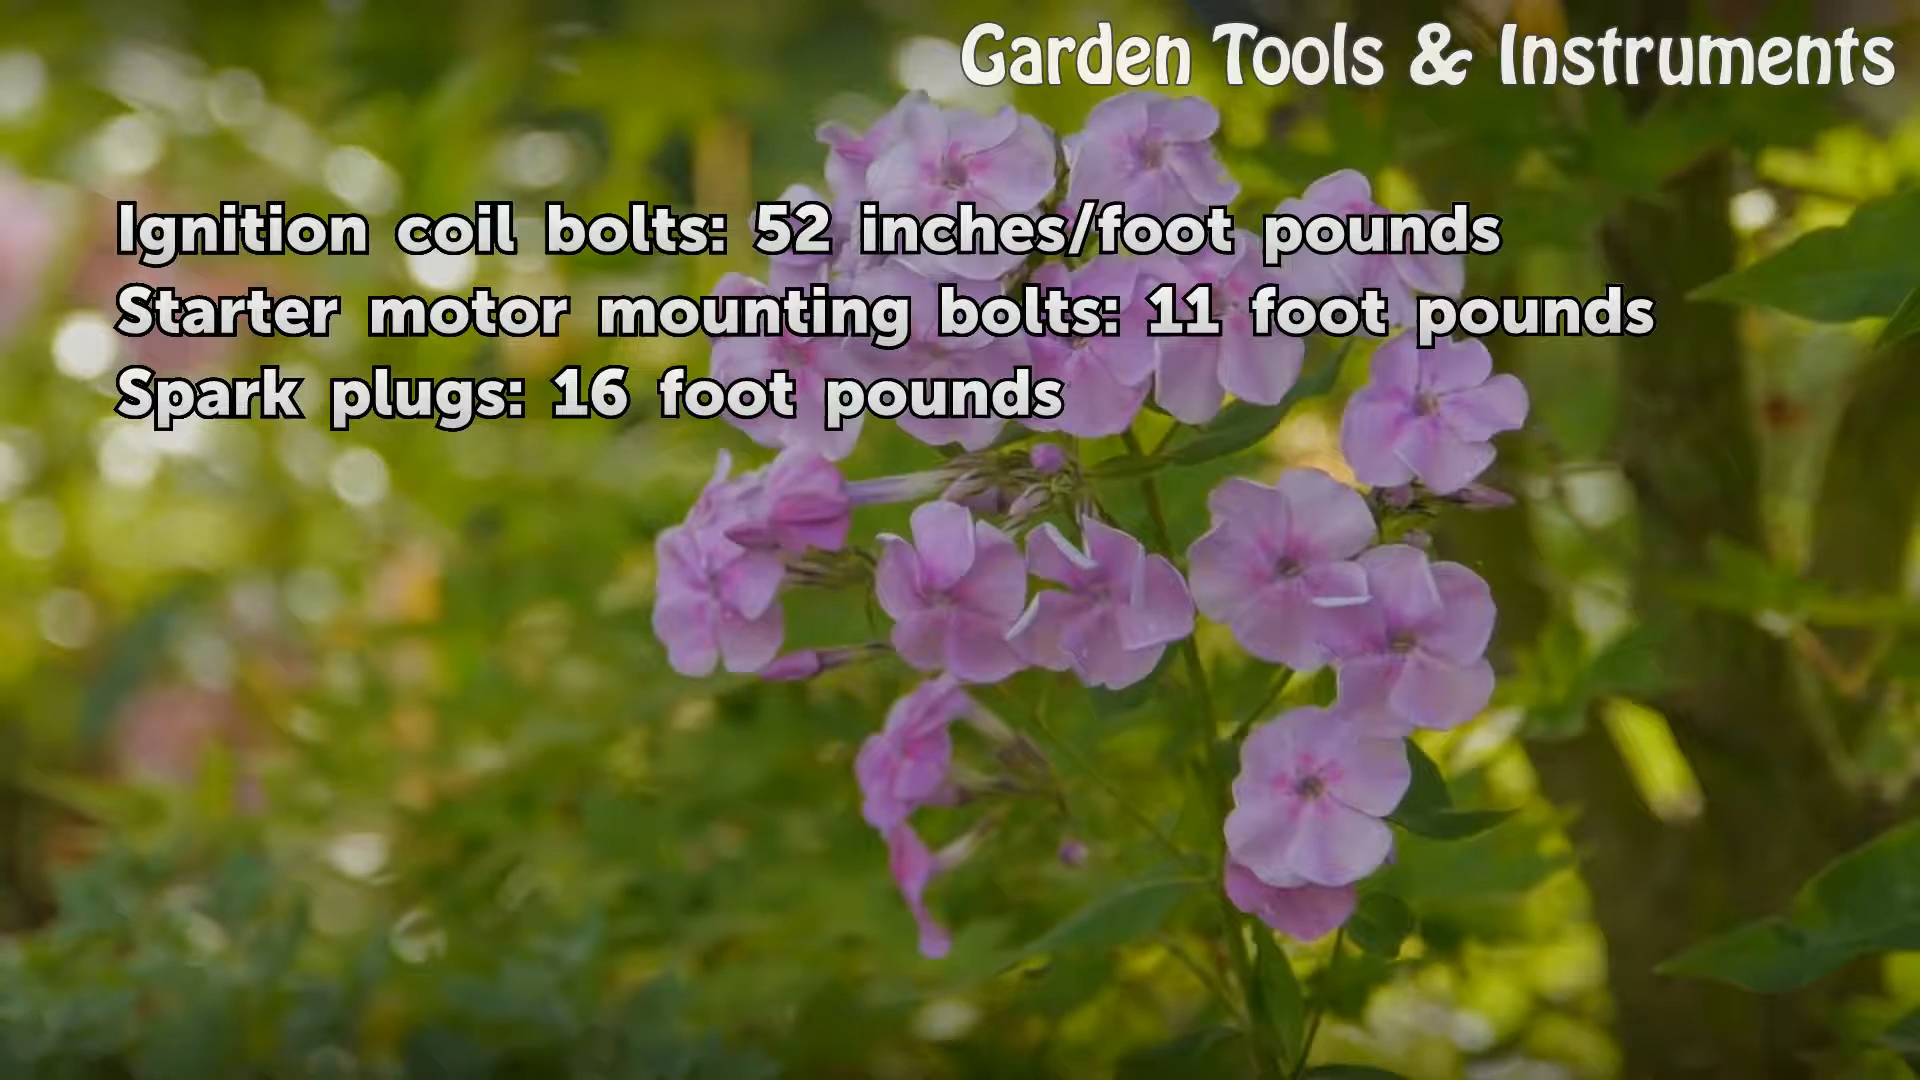 Garden Tools & Instruments
Ignition coil bolts: 52 inches/foot pounds
Starter motor mounting bolts: 11 foot pounds
Spark plugs: 16 foot pounds